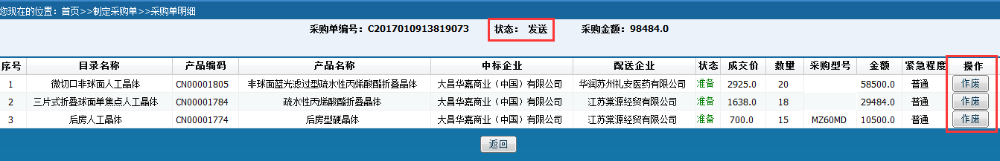 您现在的位置：首页>>制定采购单>>采购单明细
采购单编号：C2017010913819073 状态： 发送 采购金额：98484.0
序号 目录名称 产品编码 产品名称 中标企业 配送企业 状态 成交价 数量 采购型号 金额 紧急程度 操作
1 微切口非球面人工晶体 CN00001805 非球面蓝光滤过型疏水性丙烯酸酯折叠晶体 大昌华嘉商业（中国）有限公司 华润苏州礼安医药有限公司 准备 2925.0 20 58500.0 普通 作废
2 三片式折叠球面单焦点人工晶体 CN00001784 疏水性丙烯酸酯折叠晶体 大昌华嘉商业（中国）有限公司 江苏棠源经贸有限公司 准备 1638.0 18 29484.0 普通 作废
3 后房人工晶体 CN00001774 后房型硬晶体 大昌华嘉商业（中国）有限公司 江苏棠源经贸有限公司 准备 700.0 15 MZ60MD 10500.0 普通 作废
返回